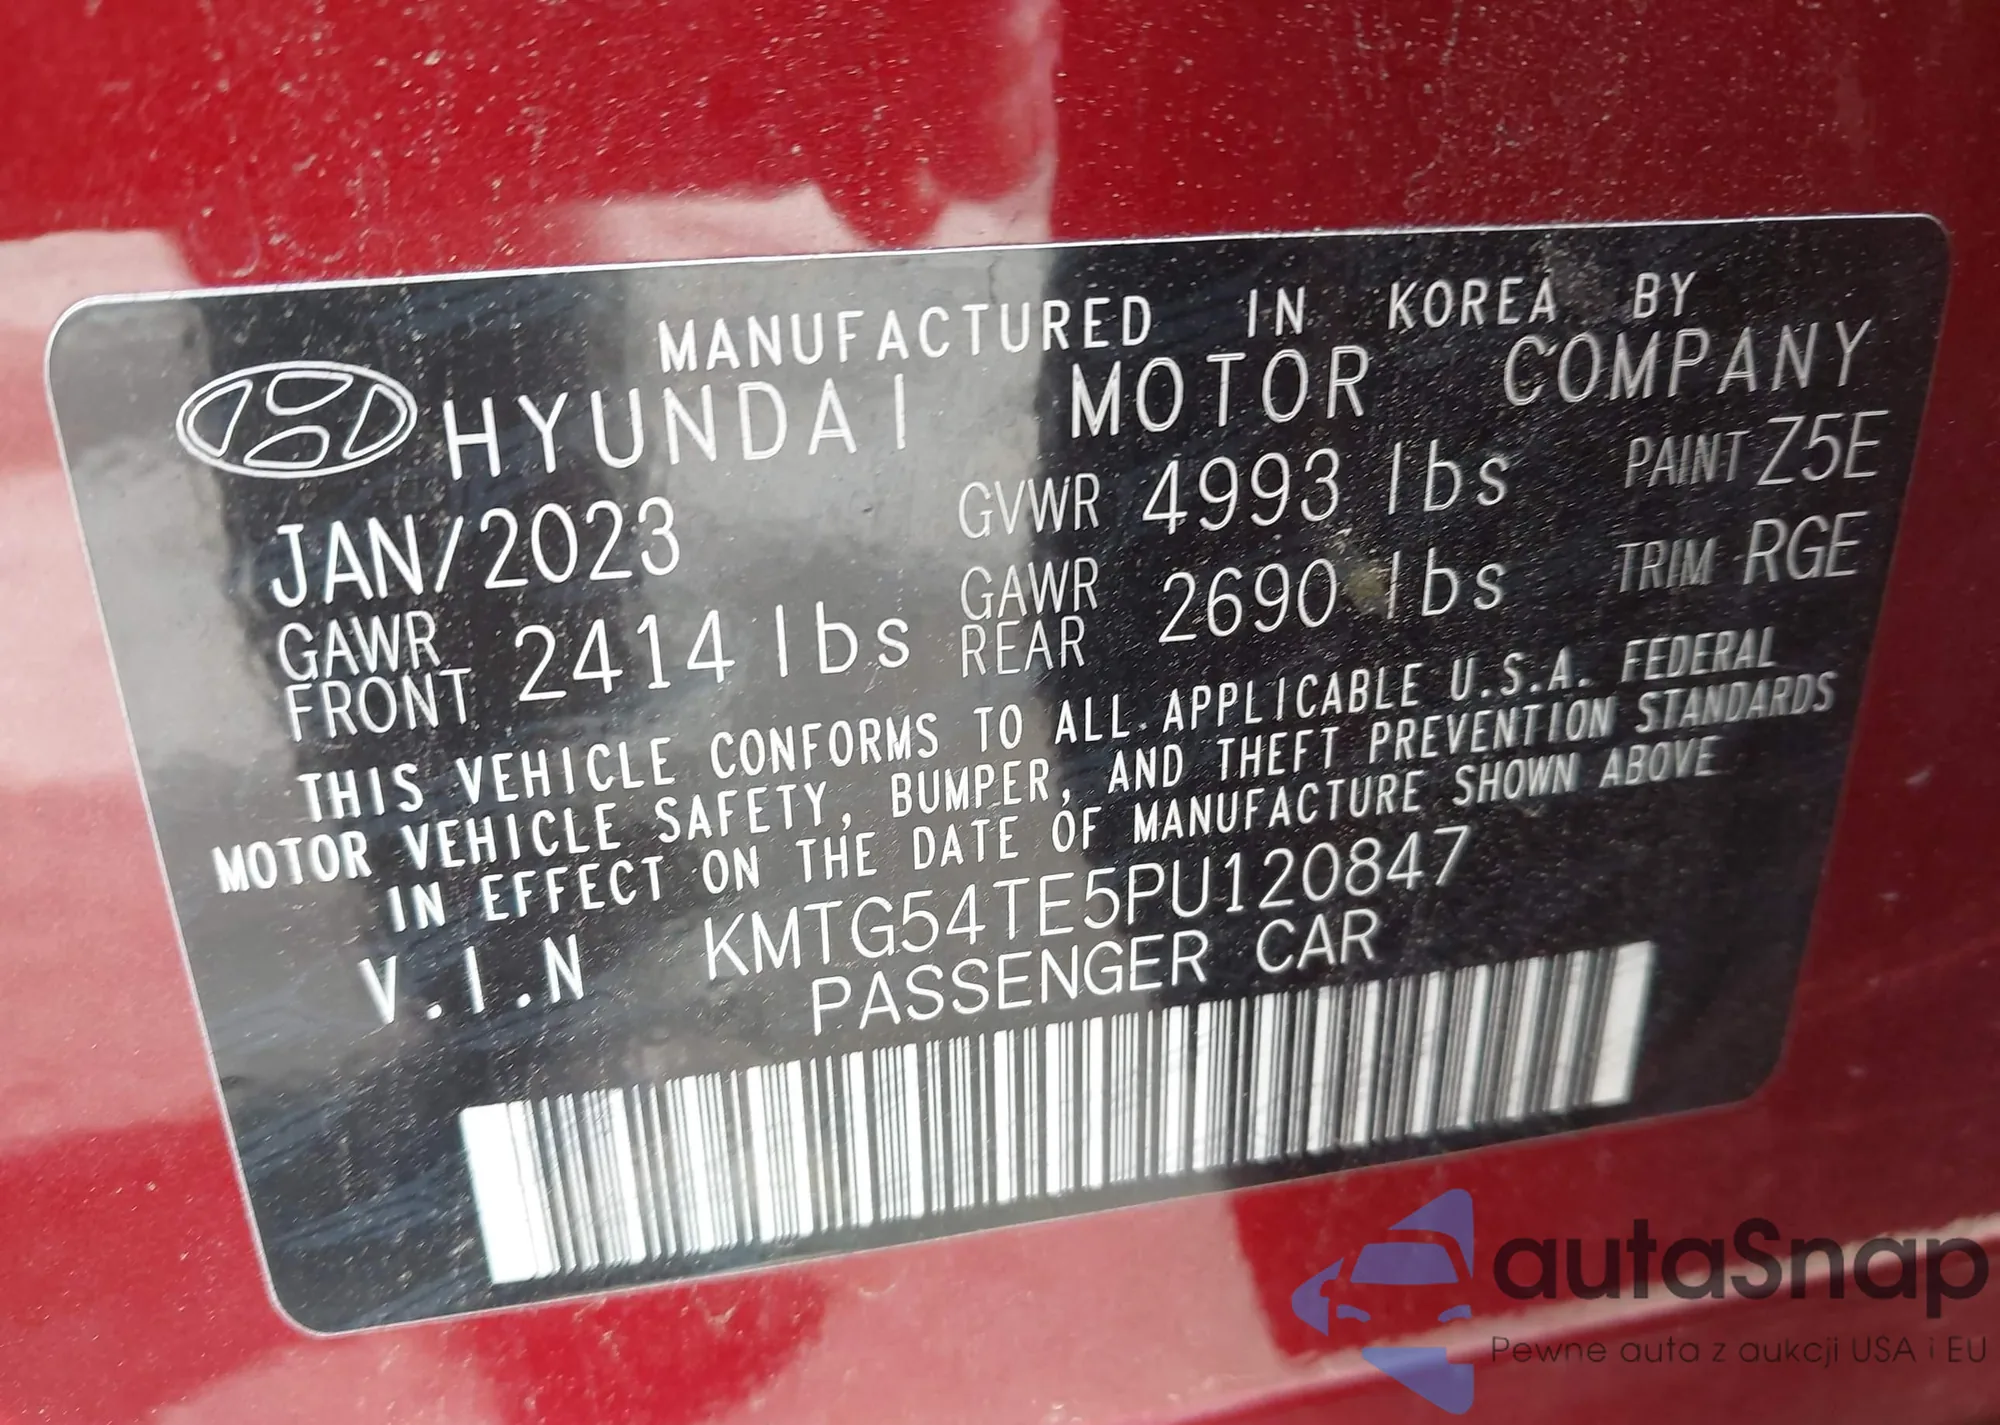 MANUFACTURED IN KOREA BY
HYUNDAI MOTOR COMPANY
JAN/2023 GVWR 4993 lbs PAINT Z5E
GAWR FRONT 2414 lbs GAWR REAR 2690 lbs TRIM RGE
THIS VEHICLE CONFORMS TO ALL APPLICABLE U.S.A. FEDERAL
MOTOR VEHICLE SAFETY, BUMPER, AND THEFT PREVENTION STANDARDS
IN EFFECT ON THE DATE OF MANUFACTURE SHOWN ABOVE
V.I.N KMTG54TE5PU120847
PASSENGER CAR
autaSnap
Pewne auta z aukcji USA i EU